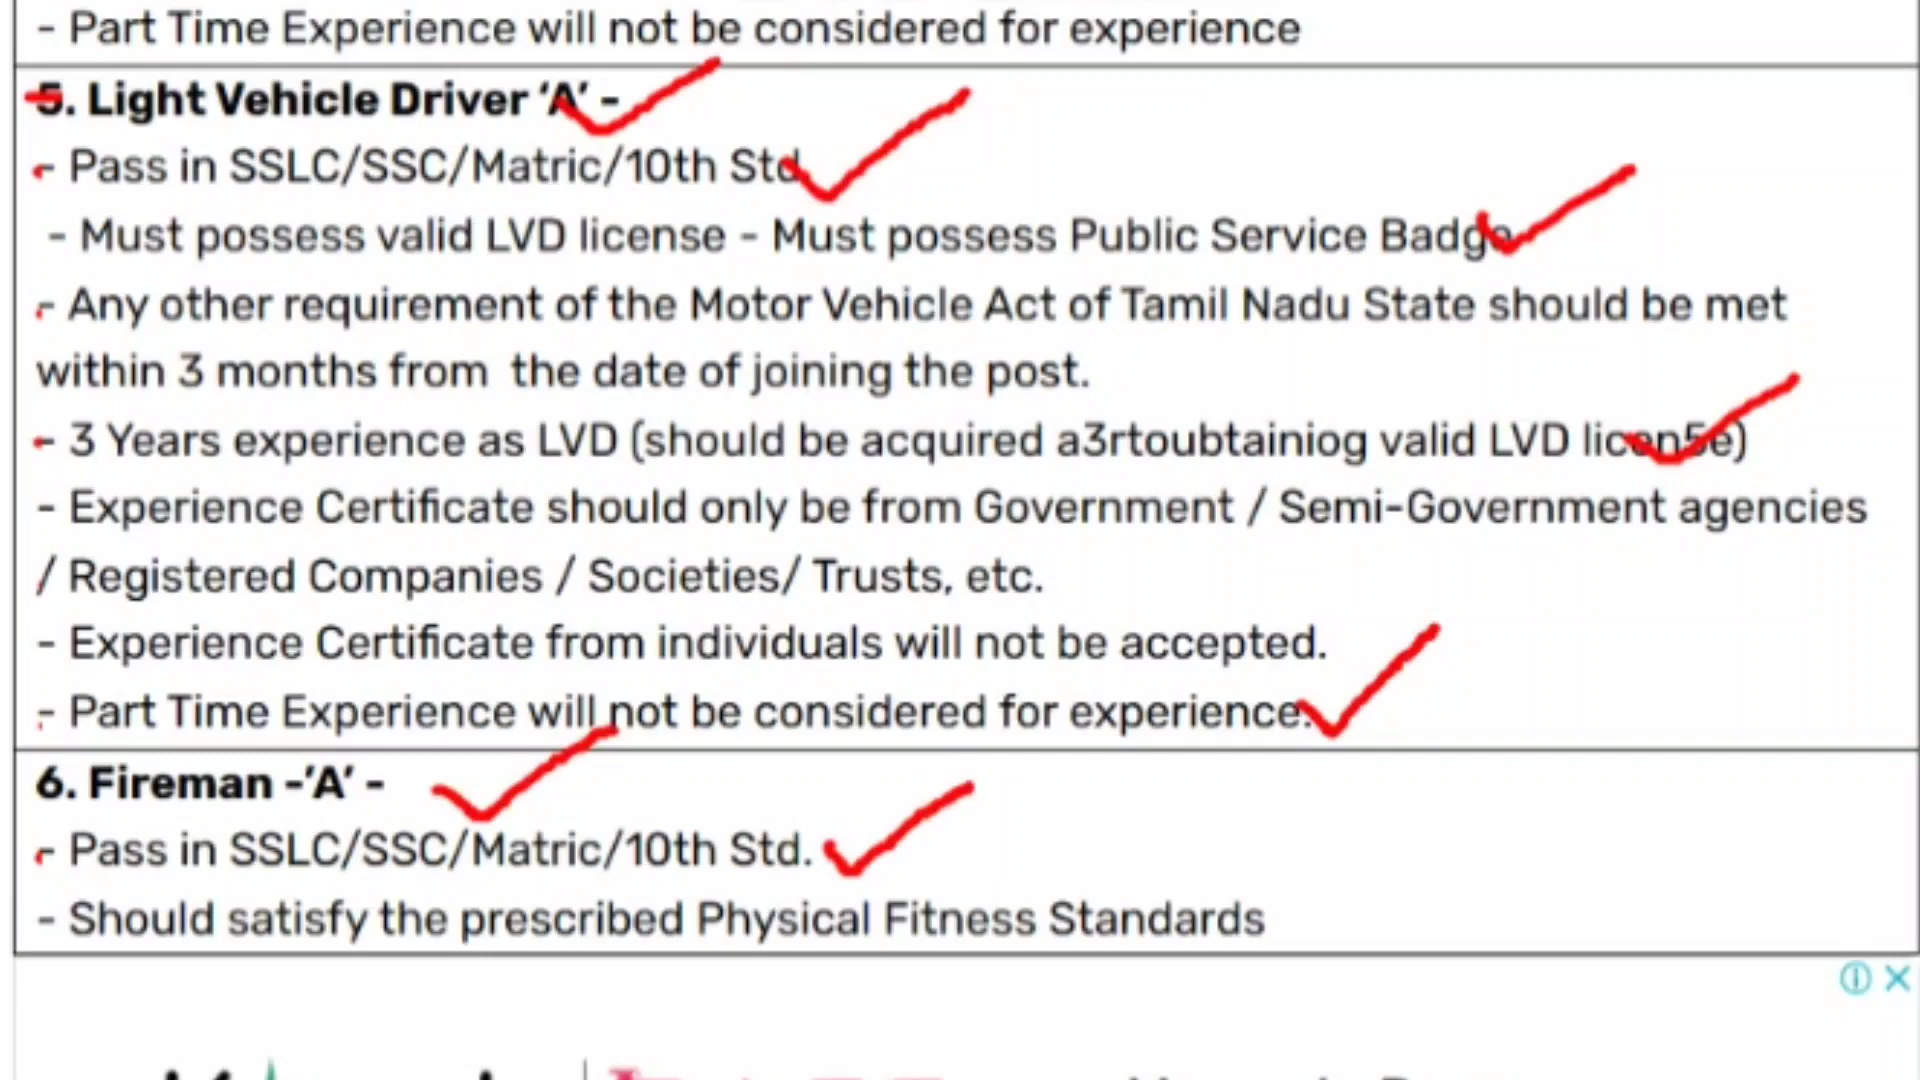 - Part Time Experience will not be considered for experience
5. Light Vehicle Driver ‘A’ -
- Pass in SSLC/SSC/Matric/10th Std.
- Must possess valid LVD license - Must possess Public Service Badge
- Any other requirement of the Motor Vehicle Act of Tamil Nadu State should be met
within 3 months from the date of joining the post.
- 3 Years experience as LVD (should be acquired a3rtoubtainiog valid LVD licen5e)
- Experience Certificate should only be from Government / Semi-Government agencies
/ Registered Companies / Societies/ Trusts, etc.
- Experience Certificate from individuals will not be accepted.
- Part Time Experience will not be considered for experience.
6. Fireman -’A’ -
- Pass in SSLC/SSC/Matric/10th Std.
- Should satisfy the prescribed Physical Fitness Standards